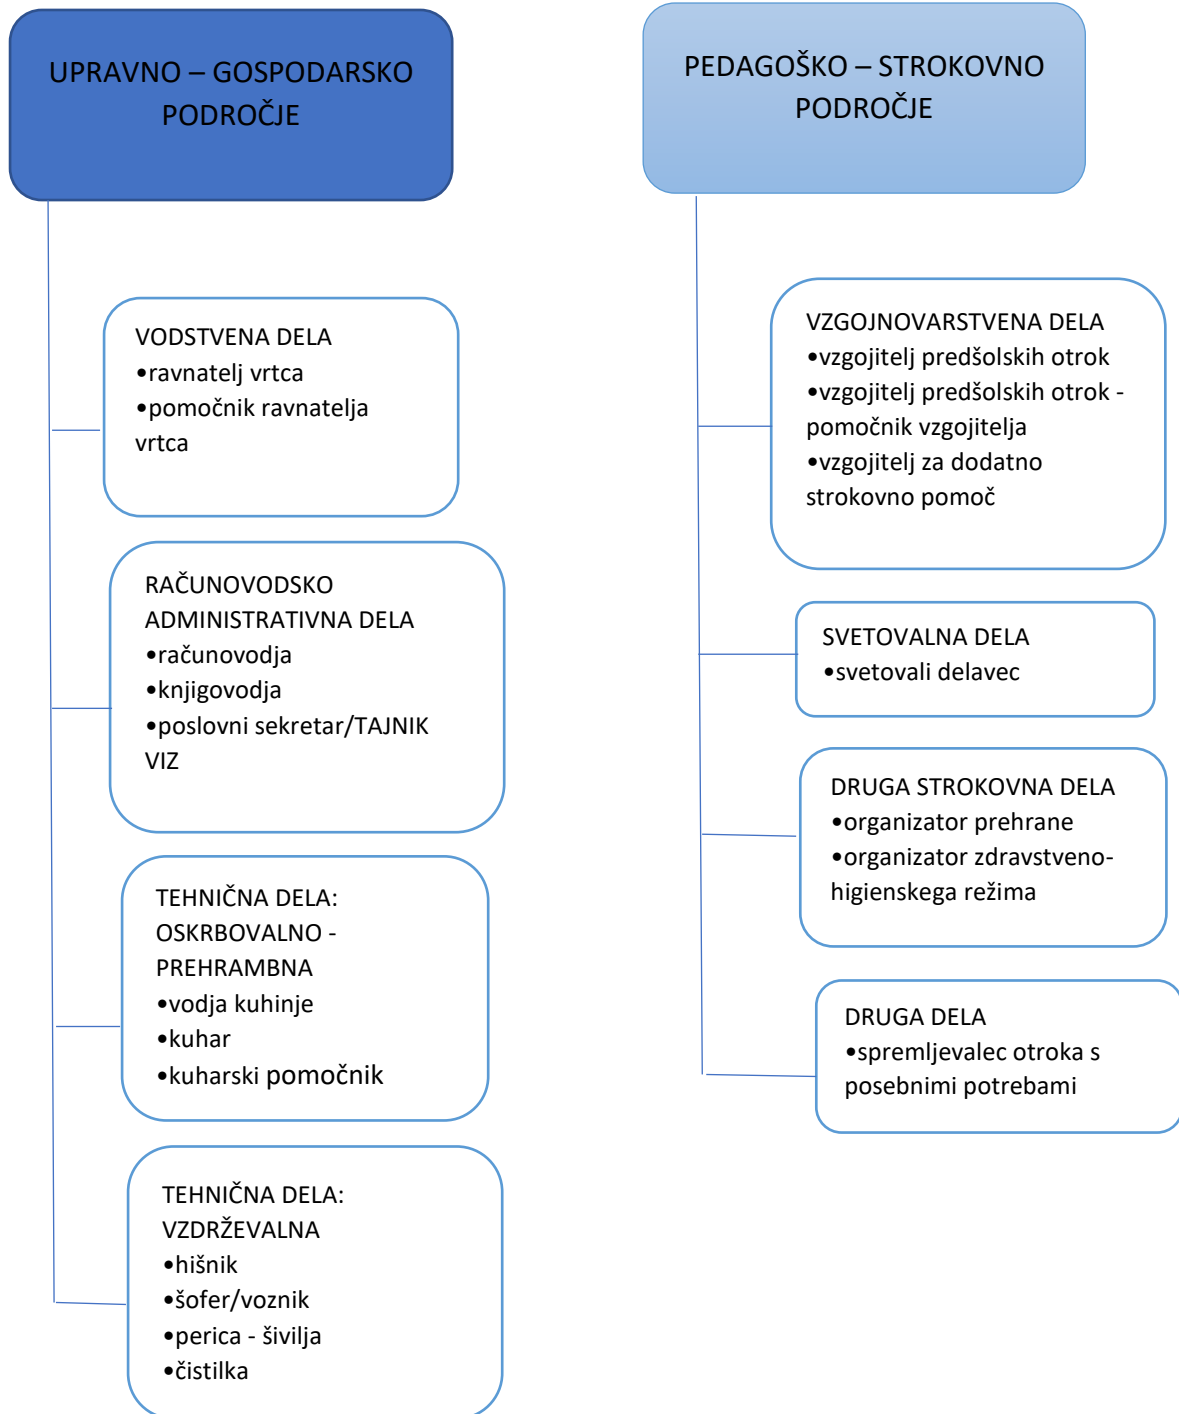 UPRAVNO – GOSPODARSKO
PODROČJE
VODSTVENA DELA
•ravnatelj vrtca
•pomočnik ravnatelja
vrtca
RAČUNOVODSKO
ADMINISTRATIVNA DELA
•računovodja
•knjigovodja
•poslovni sekretar/TAJNIK
VIZ
TEHNIČNA DELA:
OSKRBOVALNO -
PREHRAMBNA
•vodja kuhinje
•kuhar
•kuharski pomočnik
TEHNIČNA DELA:
VZDRŽEVALNA
•hišnik
•šofer/voznik
•perica - šivilja
•čistilka
PEDAGOŠKO – STROKOVNO
PODROČJE
VZGOJNOVARSTVENA DELA
•vzgojitelj predšolskih otrok
•vzgojitelj predšolskih otrok -
pomočnik vzgojitelja
•vzgojitelj za dodatno
strokovno pomoč
SVETOVALNA DELA
•svetovali delavec
DRUGA STROKOVNA DELA
•organizator prehrane
•organizator zdravstveno-
higienskega režima
DRUGA DELA
•spremljevalec otroka s
posebnimi potrebami